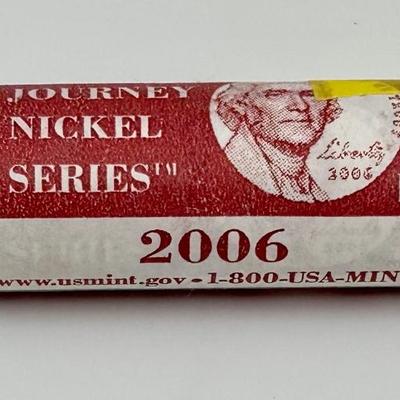 JOURNEY
NICKEL
SERIES™
Liberty
2006
2006
www.usmint.gov • 1-800-USA-MIN